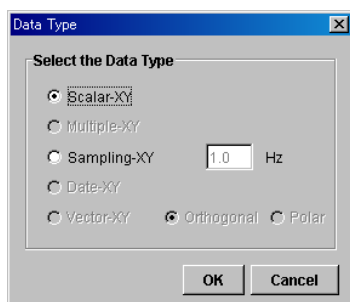 Data Type
Select the Data Type
Scalar-XY
Multiple-XY
Sampling-XY 1.0 Hz
Date-XY
Vector-XY Orthogonal Polar
OK Cancel